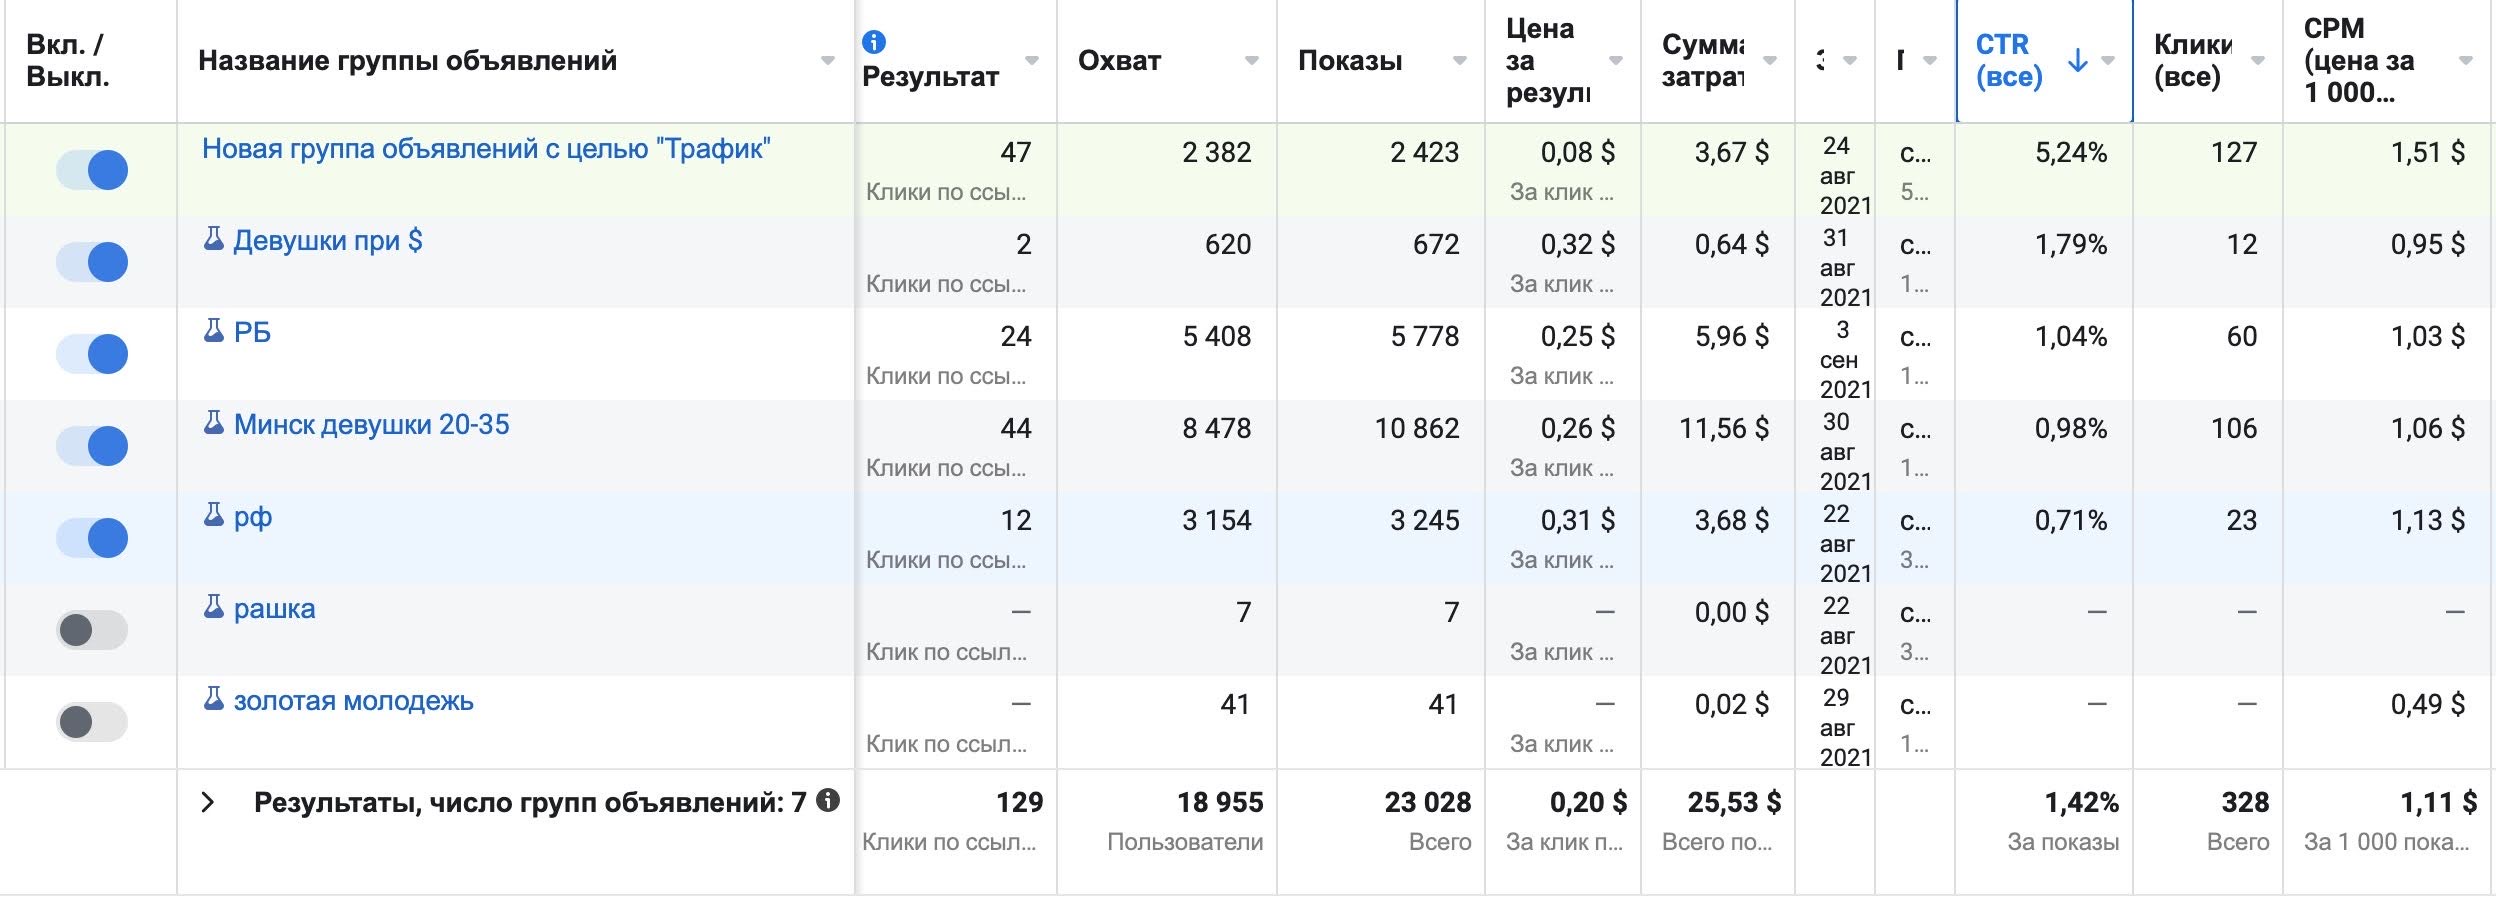 Вкл. /
Выкл.
Название группы объявлений
Результат
Охват
Показы
Цена
за
Сумма
затрат
CTR
(все)
Клики
(все)
CPM
(цена за
1 000...
Новая группа объявлений с целью "Трафик"
47
Клики по ссы...
2 382
2 423
0,08 $
За клик ...
3,67 $
24
авг
2021
с...
5...
5,24%
127
1,51 $
Девушки при $
2
Клики по ссы...
620
672
0,32 $
За клик ...
0,64 $
31
авг
2021
с...
1...
1,79%
12
0,95 $
РБ
24
Клики по ссы...
5 408
5 778
0,25 $
За клик ...
5,96 $
3
сен
2021
с...
1...
1,04%
60
1,03 $
Минск девушки 20-35
44
Клики по ссы...
8 478
10 862
0,26 $
За клик ...
11,56 $
30
авг
2021
с...
1...
0,98%
106
1,06 $
рф
12
Клики по ссы...
3 154
3 245
0,31 $
За клик ...
3,68 $
22
авг
2021
с...
3...
0,71%
23
1,13 $
рашка
—
Клик по ссыл...
7
7
—
За клик ...
0,00 $
22
авг
2021
с...
3...
—
—
—
золотая молодежь
—
Клик по ссыл...
41
41
—
За клик ...
0,02 $
29
авг
2021
с...
1...
—
—
0,49 $
Результаты, число групп объявлений: 7
129
Клики по ссыл...
18 955
Пользователи
23 028
Всего
0,20 $
За клик п...
25,53 $
Всего по...
1,42%
За показы
328
Всего
1,11 $
За 1 000 пока...